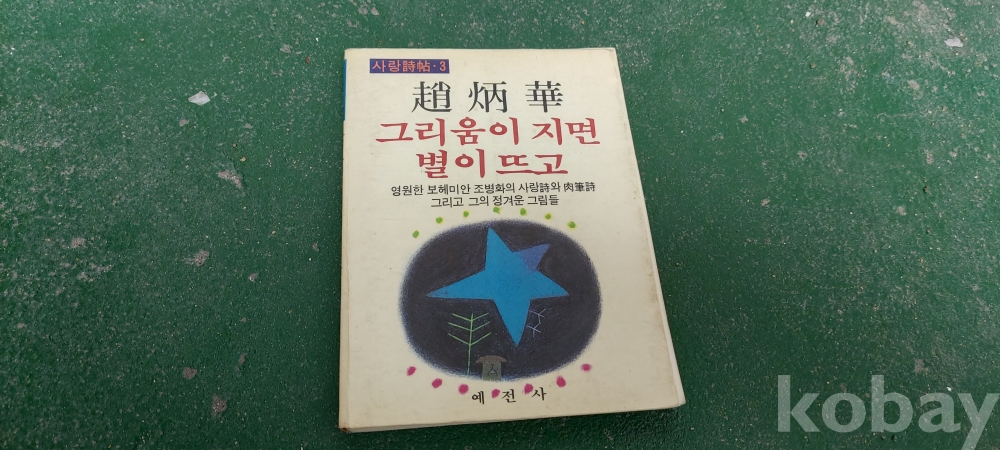 사랑詩帖·3
趙炳華
그리움이 지면
별이 뜨고
영원한 보헤미안 조병화의 사랑詩와 肉筆詩
그리고 그의 정겨운 그림들
예전사
kobay